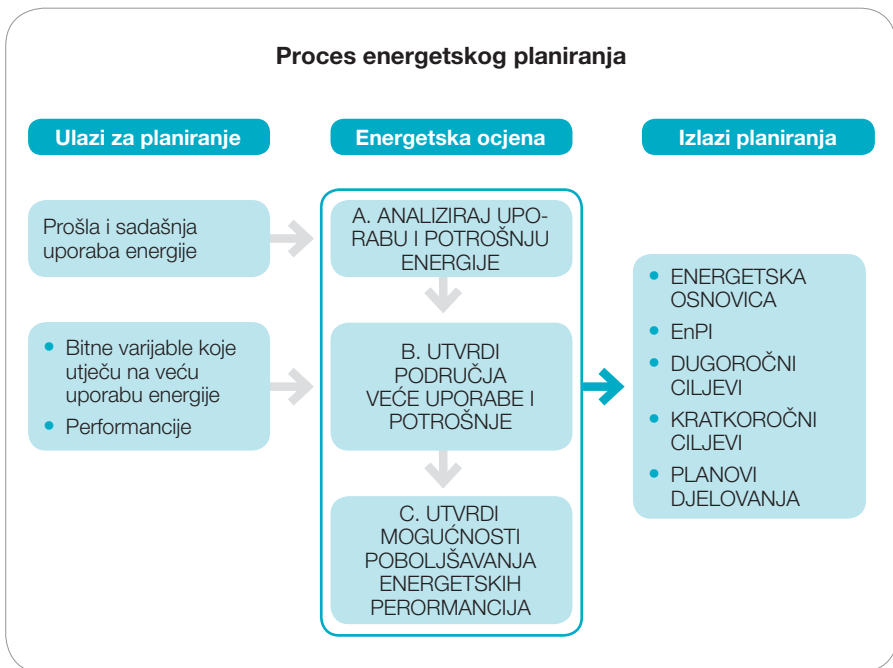 Proces energetskog planiranja
Ulazi za planiranje
Energetska ocjena
Izlazi planiranja
Prošla i sadašnja
uporaba energije
• Bitne varijable koje
utječu na veću
uporabu energije
• Performancije
A. ANALIZIRAJ UPO-
RABU I POTROŠNJU
ENERGIJE
B. UTVRDI
PODRUČJA
VEĆE UPORABE I
POTROŠNJE
C. UTVRDI
MOGUĆNOSTI
POBOLJŠAVANJA
ENERGETSKIH
PERORMANCIJA
• ENERGETSKA
OSNOVICA
• EnPI
• DUGOROČNI
CILJEVI
• KRATKOROČNI
CILJEVI
• PLANOVI
DJELOVANJA